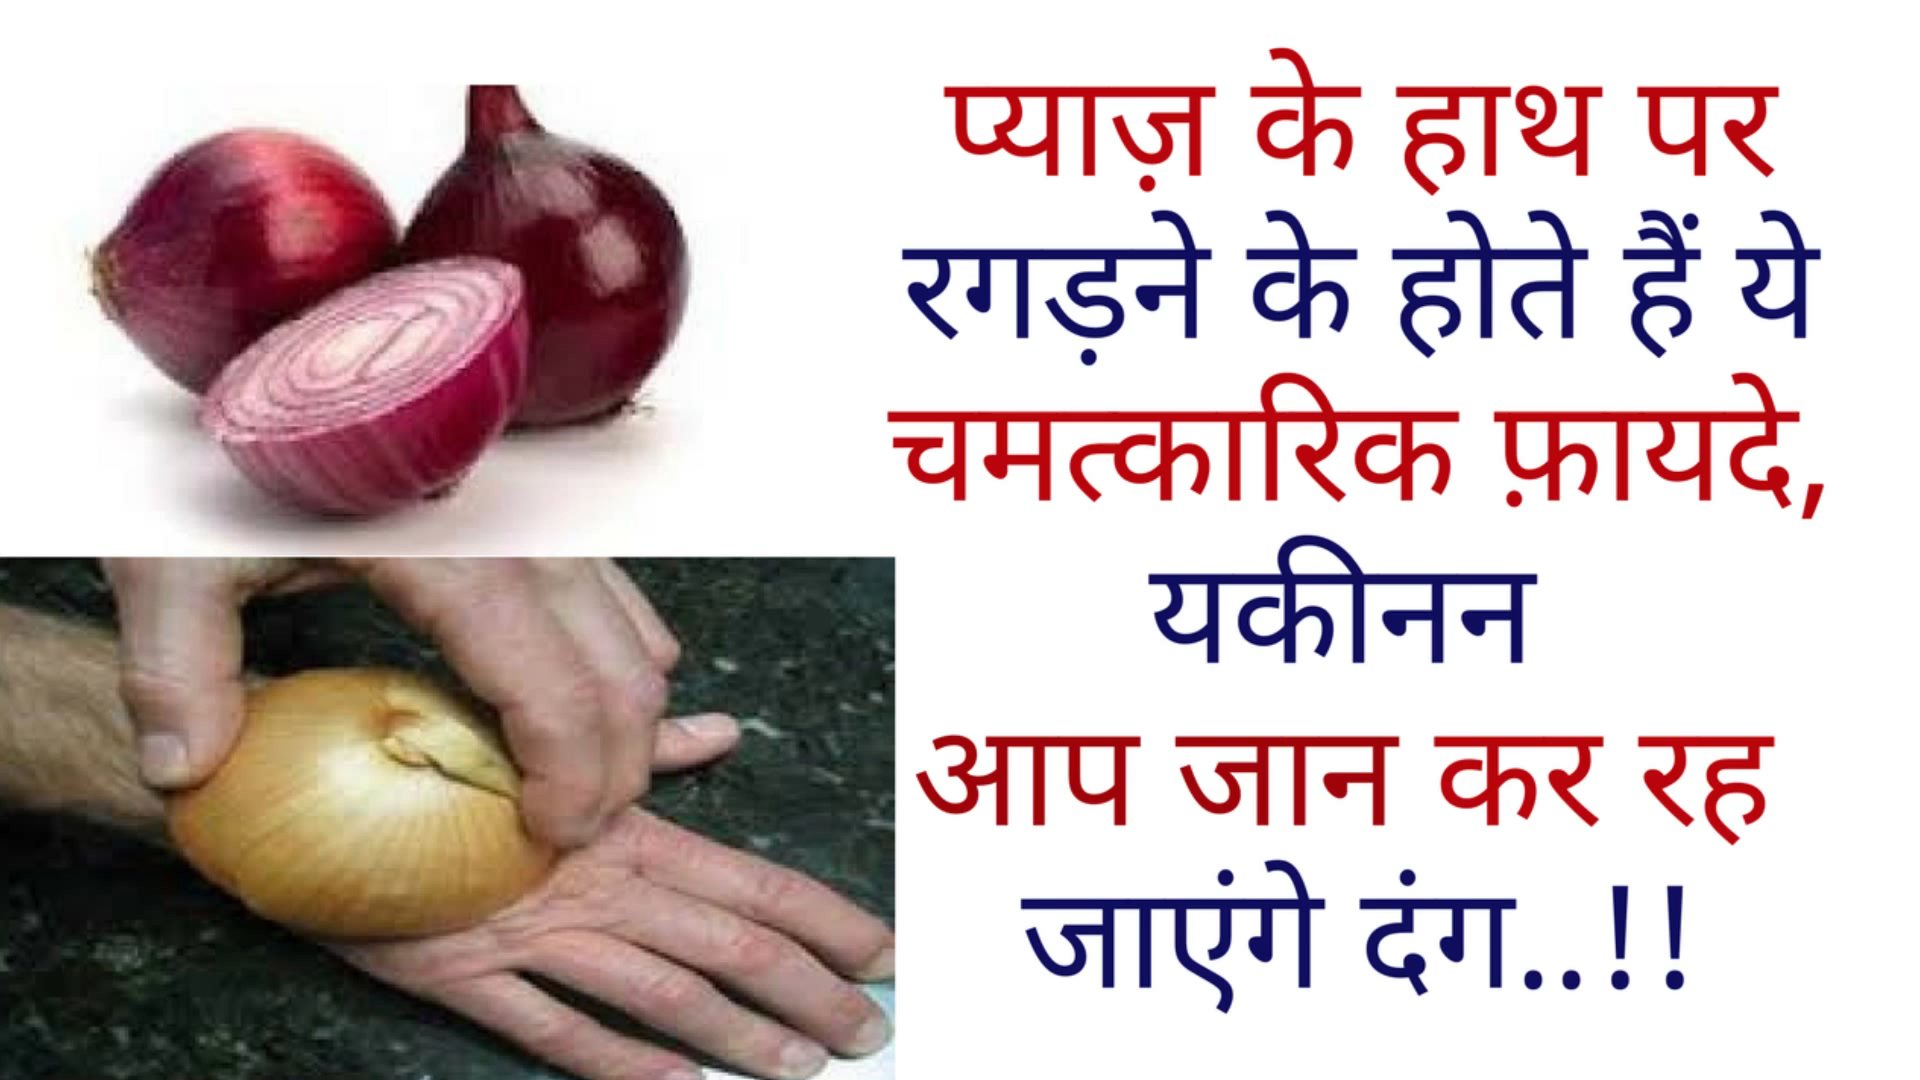 प्याज़ के हाथ पर
रगड़ने के होते हैं ये
चमत्कारिक फ़ायदे,
यकीनन
आप जान कर रह
जाएंगे दंग..!!